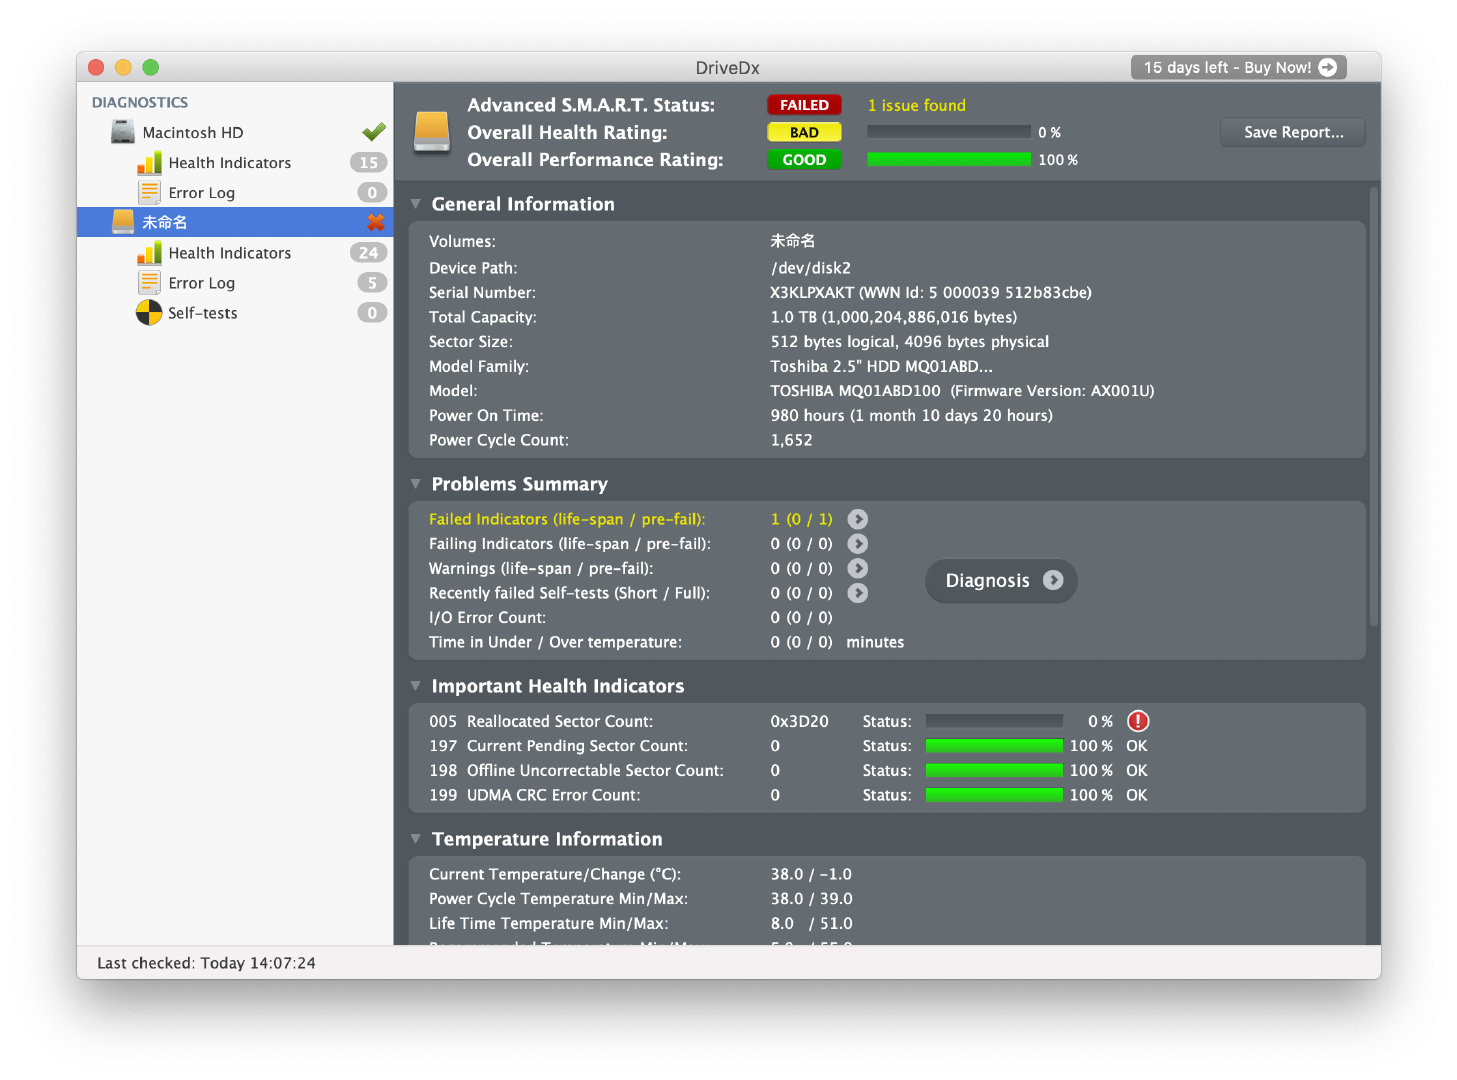 DriveDx
15 days left - Buy Now!
DIAGNOSTICS
Macintosh HD
Health Indicators 15
Error Log 0
未命名
Health Indicators 24
Error Log 5
Self-tests 0
Advanced S.M.A.R.T. Status: FAILED 1 issue found
Overall Health Rating: BAD 0 %
Overall Performance Rating: GOOD 100 %
Save Report...
General Information
Volumes: 未命名
Device Path: /dev/disk2
Serial Number: X3KLPXAKT (WWN Id: 5 000039 512b83cbe)
Total Capacity: 1.0 TB (1,000,204,886,016 bytes)
Sector Size: 512 bytes logical, 4096 bytes physical
Model Family: Toshiba 2.5" HDD MQ01ABD...
Model: TOSHIBA MQ01ABD100 (Firmware Version: AX001U)
Power On Time: 980 hours (1 month 10 days 20 hours)
Power Cycle Count: 1,652
Problems Summary
Failed Indicators (life-span / pre-fail): 1 (0 / 1)
Failing Indicators (life-span / pre-fail): 0 (0 / 0)
Warnings (life-span / pre-fail): 0 (0 / 0)
Recently failed Self-tests (Short / Full): 0 (0 / 0)
I/O Error Count: 0 (0 / 0)
Time in Under / Over temperature: 0 (0 / 0) minutes
Diagnosis
Important Health Indicators
005 Reallocated Sector Count: 0x3D20 Status: 0 %
197 Current Pending Sector Count: 0 Status: 100 % OK
198 Offline Uncorrectable Sector Count: 0 Status: 100 % OK
199 UDMA CRC Error Count: 0 Status: 100 % OK
Temperature Information
Current Temperature/Change (°C): 38.0 / -1.0
Power Cycle Temperature Min/Max: 38.0 / 39.0
Life Time Temperature Min/Max: 8.0 / 51.0
Last checked: Today 14:07:24